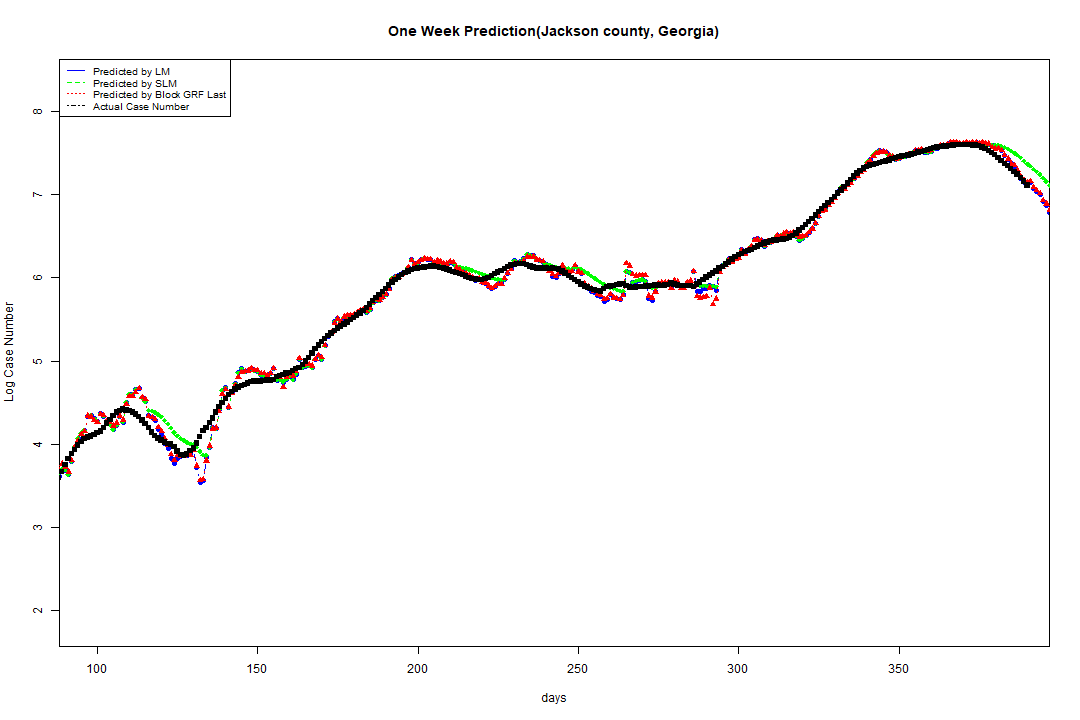 One Week Prediction(Jackson county, Georgia)
Predicted by LM
Predicted by SLM
Predicted by Block GRF Last
Actual Case Number
8
7
6
5
4
3
2
Log Case Number
100 150 200 250 300 350
days